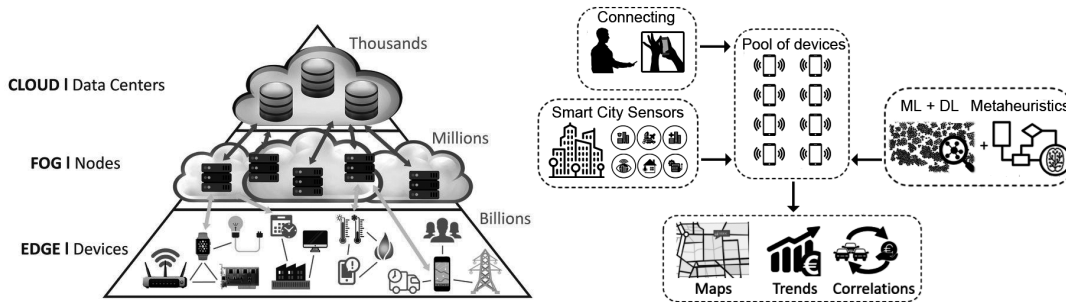 Thousands
CLOUD | Data Centers
Millions
FOG | Nodes
Billions
EDGE | Devices
Connecting
Pool of devices
Smart City Sensors
ML + DL Metaheuristics
+
Maps Trends Correlations